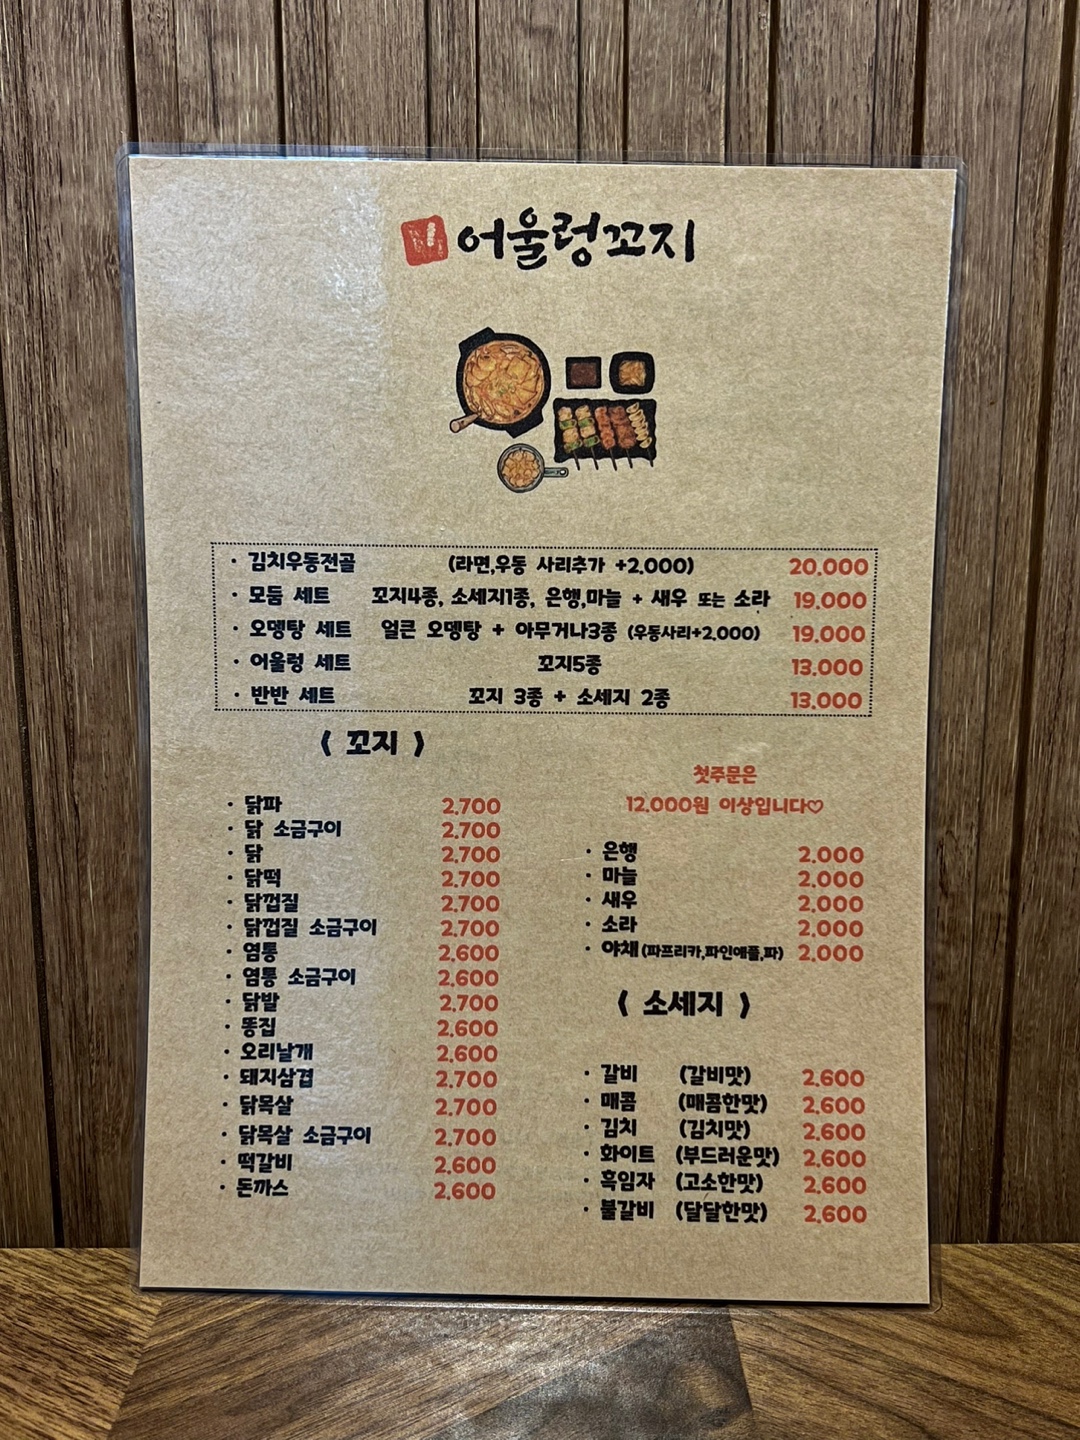 어울렁꼬지
· 김치우동전골 (라면,우동 사리추가 +2,000) 20,000
· 모둠 세트 꼬지4종, 소세지1종, 은행,마늘 + 새우 또는 소라 19,000
· 오뎅탕 세트 얼큰 오뎅탕 + 아무거나3종 (우동사리+2,000) 19,000
· 어울렁 세트 꼬지5종 13,000
· 반반 세트 꼬지 3종 + 소세지 2종 13,000
( 꼬지 )
· 닭파 2,700
· 닭 소금구이 2,700
· 닭 2,700
· 닭떡 2,700
· 닭껍질 2,700
· 닭껍질 소금구이 2,700
· 염통 2,600
· 염통 소금구이 2,600
· 닭발 2,700
· 똥집 2,600
· 오리날개 2,600
· 돼지삼겹 2,700
· 닭목살 2,700
· 닭목살 소금구이 2,700
· 떡갈비 2,600
· 돈까스 2,600
첫주문은
12,000원 이상입니다♡
· 은행 2,000
· 마늘 2,000
· 새우 2,000
· 소라 2,000
· 야채 (파프리카,파인애플,파) 2,000
( 소세지 )
· 갈비 (갈비맛) 2,600
· 매콤 (매콤한맛) 2,600
· 김치 (김치맛) 2,600
· 화이트 (부드러운맛) 2,600
· 흑임자 (고소한맛) 2,600
· 불갈비 (달달한맛) 2,600